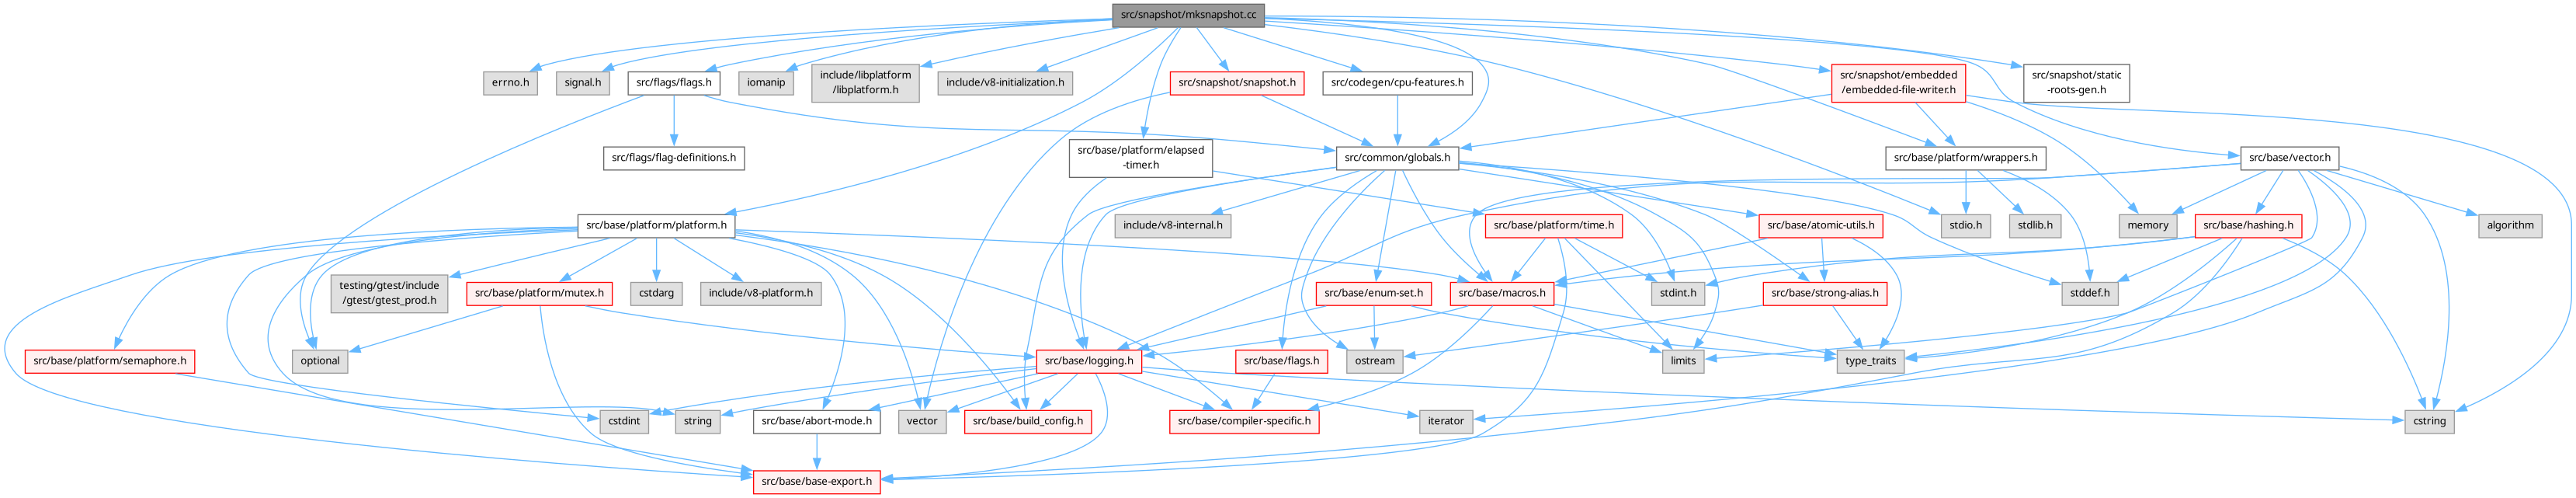 src/snapshot/mksnapshot.cc
errno.h
signal.h
src/flags/flags.h
iomanip
include/libplatform
/libplatform.h
include/v8-initialization.h
src/snapshot/snapshot.h
src/codegen/cpu-features.h
src/snapshot/embedded
/embedded-file-writer.h
src/snapshot/static
-roots-gen.h
src/flags/flag-definitions.h
src/base/platform/elapsed
-timer.h
src/common/globals.h
src/base/platform/wrappers.h
src/base/vector.h
src/base/platform/platform.h
include/v8-internal.h
src/base/platform/time.h
src/base/atomic-utils.h
stdio.h
stdlib.h
memory
src/base/hashing.h
algorithm
testing/gtest/include
/gtest/gtest_prod.h
src/base/platform/mutex.h
cstdarg
include/v8-platform.h
src/base/enum-set.h
src/base/macros.h
stdint.h
src/base/strong-alias.h
stddef.h
src/base/platform/semaphore.h
optional
src/base/logging.h
src/base/flags.h
ostream
limits
type_traits
cstdint
string
src/base/abort-mode.h
vector
src/base/build_config.h
src/base/compiler-specific.h
iterator
cstring
src/base/base-export.h